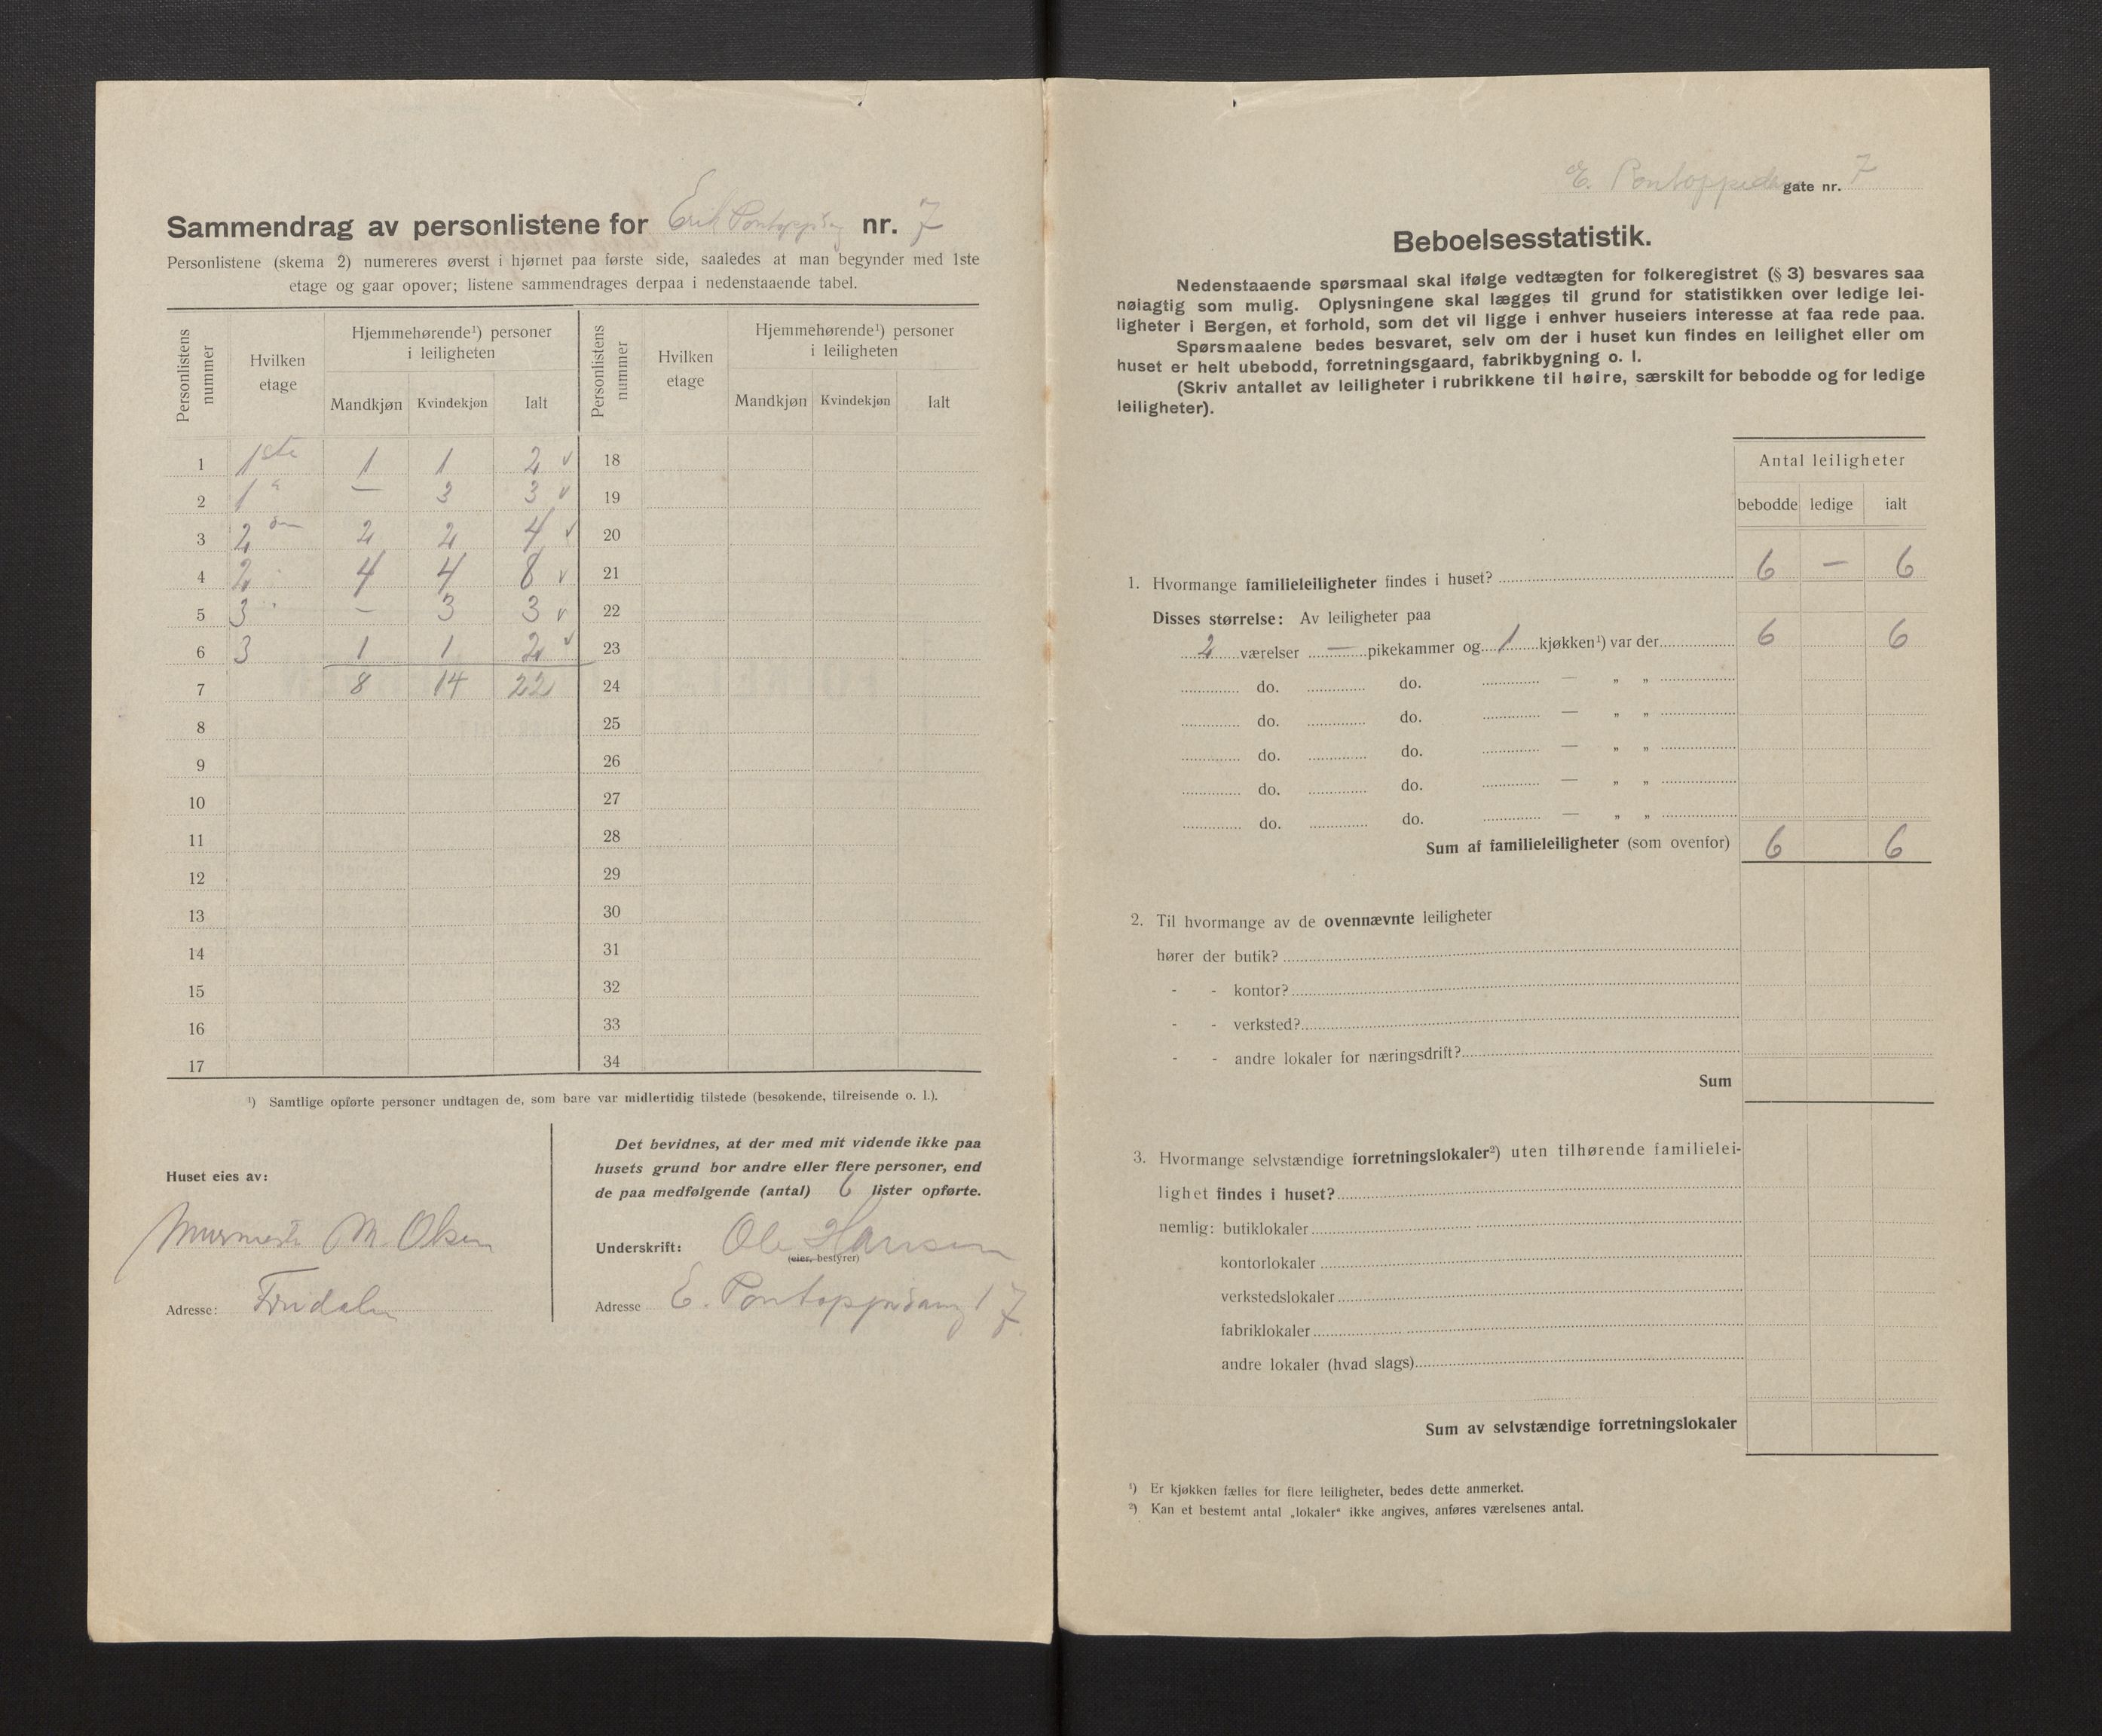 Sammendrag av personlistene for Erik Pontoppidang nr. 7
Personlistene (skema 2) numereres øverst i hjørnet paa første side, saaledes at man begynder med 1ste
etage og gaar opover; listene sammendrages derpaa i nedenstaaende tabel.
Personlistens nummer
Hvilken etage
Hjemmehørende¹) personer i leiligheten
Mandkjøn Kvindekjøn Ialt
Personlistens nummer
Hvilken etage
Hjemmehørende¹) personer i leiligheten
Mandkjøn Kvindekjøn Ialt
1 1ste 1 1 2 v 18
2 1 " — 3 3 v 19
3 2den 2 2 4 v 20
4 2 " 4 4 8 v 21
5 3 " — 3 3 v 22
6 3 1 1 2 v 23
7 8 14 22 24
8 25
9 26
10 27
11 28
12 29
13 30
14 31
15 32
16 33
17 34
¹) Samtlige opførte personer undtagen de, som bare var midlertidig tilstede (besøkende, tilreisende o. l.).
Huset eies av:
M. Olsen
Adresse:
Det bevidnes, at der med mit vidende ikke paa
husets grund bor andre eller flere personer, end
de paa medfølgende (antal) 6 lister opførte.
Underskrift: Ole Hansen
(eier, bestyrer)
Adresse E. Pontoppidang 7
E. Pontoppidan gate nr. 7
Beboelsesstatistik.
Nedenstaaende spørsmaal skal ifølge vedtægten for folkeregistret (§ 3) besvares saa
nøiagtig som mulig. Oplysningene skal lægges til grund for statistikken over ledige lei-
ligheter i Bergen, et forhold, som det vil ligge i enhver huseiers interesse at faa rede paa.
Spørsmaalene bedes besvaret, selv om der i huset kun findes en leilighet eller om
huset er helt ubebodd, forretningsgaard, fabrikbygning o. l.
(Skriv antallet av leiligheter i rubrikkene til høire, særskilt for bebodde og for ledige
leiligheter).
Antal leiligheter
bebodde ledige ialt
1. Hvormange familieleiligheter findes i huset? 6 — 6
Disses størrelse: Av leiligheter paa
2 værelser — pikekammer og 1 kjøkken¹) var der 6 6
do. do. — „ „
do. do. — „ „
do. do. — „ „
do. do. — „ „
do. do. — „ „
Sum af familieleiligheter (som ovenfor) 6 6
2. Til hvormange av de ovennævnte leiligheter
hører der butik?
- - kontor?
- - verksted?
- - andre lokaler for næringsdrift?
Sum
3. Hvormange selvstændige forretningslokaler²) uten tilhørende familielei-
lighet findes i huset?
nemlig: butiklokaler
kontorlokaler
verkstedslokaler
fabriklokaler
andre lokaler (hvad slags)
Sum av selvstændige forretningslokaler
¹) Er kjøkken fælles for flere leiligheter, bedes dette anmerket.
²) Kan et bestemt antal „lokaler“ ikke angives, anføres værelsenes antal.